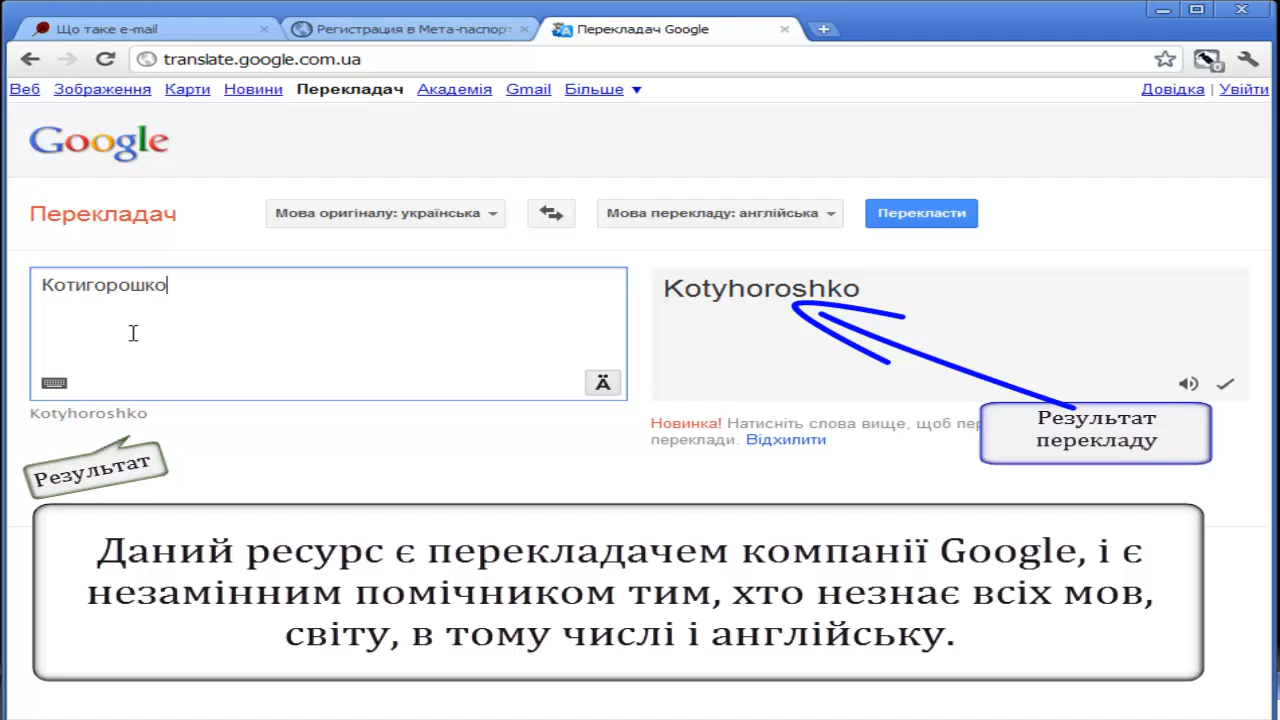 Що таке e-mail
Регистрация в Мета-паспорт
Перекладач Google
translate.google.com.ua
Веб Зображення Карти Новини Перекладач Академія Gmail Більше ▼
Довідка | Увійти
Google
Перекладач
Мова оригіналу: українська
Мова перекладу: англійська
Перекласти
Котигорошко
Ä
Kotyhoroshko
Kotyhoroshko
Новинка! Натисніть слова вище, щоб
переклади. Відхилити
Результат
перекладу
Результат
Даний ресурс є перекладачем компанії Google, і є
незамінним помічником тим, хто незнає всіх мов,
світу, в тому числі і англійську.